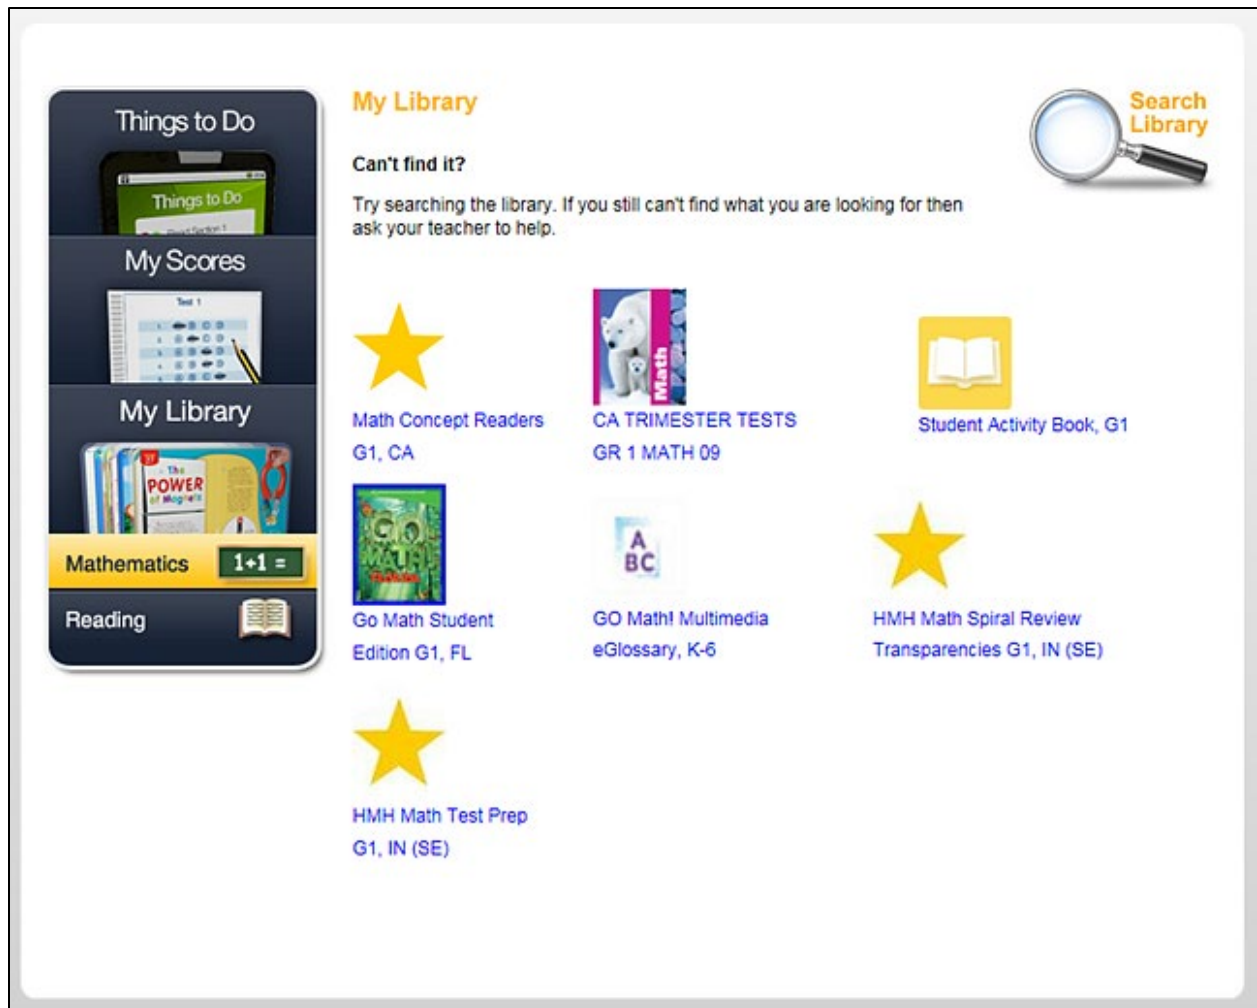 Things to Do
Things to Do
Read Section 1
My Scores
Test 1
My Library
The
POWER
of Magnets
Mathematics
1+1 =
Reading
My Library
Search
Library
Can't find it?
Try searching the library. If you still can't find what you are looking for then
ask your teacher to help.
Math
Math Concept Readers
G1, CA
CA TRIMESTER TESTS
GR 1 MATH 09
Student Activity Book, G1
GO
MATH!
Go Math Student
Edition G1, FL
A
BC
GO Math! Multimedia
eGlossary, K-6
HMH Math Spiral Review
Transparencies G1, IN (SE)
HMH Math Test Prep
G1, IN (SE)